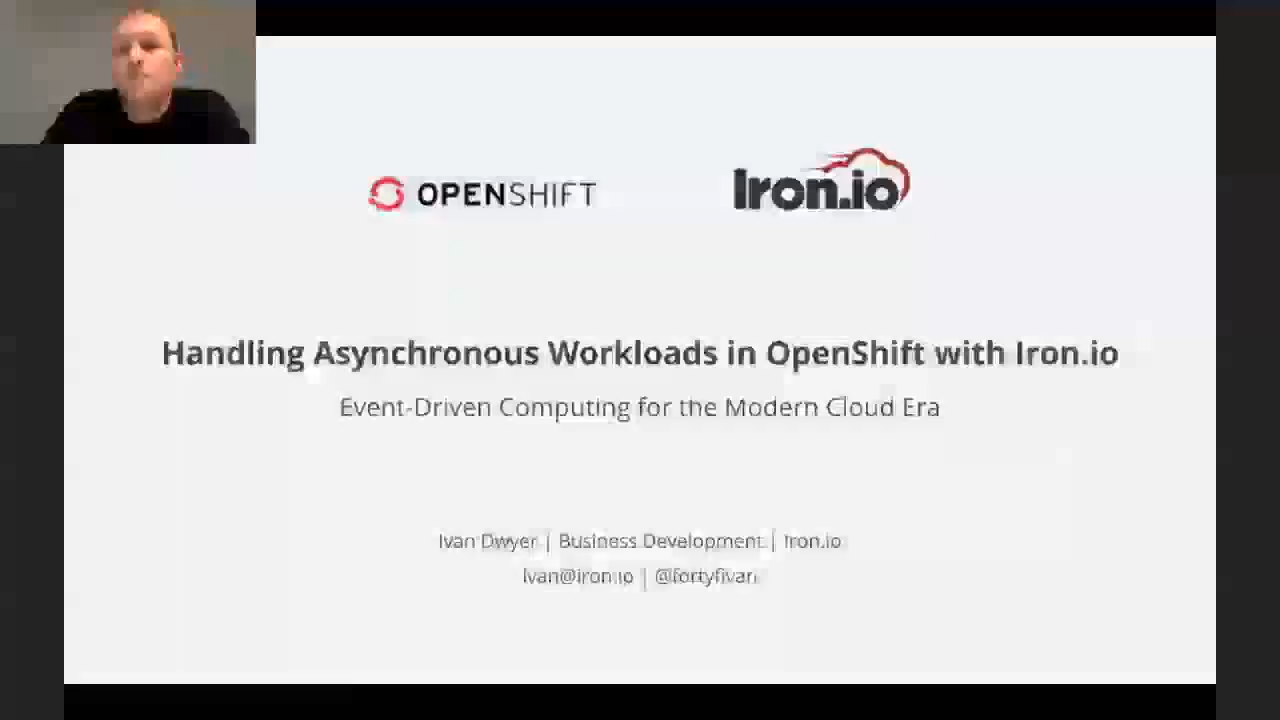 OPENSHIFT
Iron.io
Handling Asynchronous Workloads in OpenShift with Iron.io
Event-Driven Computing for the Modern Cloud Era
Ivan Dwyer | Business Development | Iron.io
Ivan@iron.io | @fortyfivan